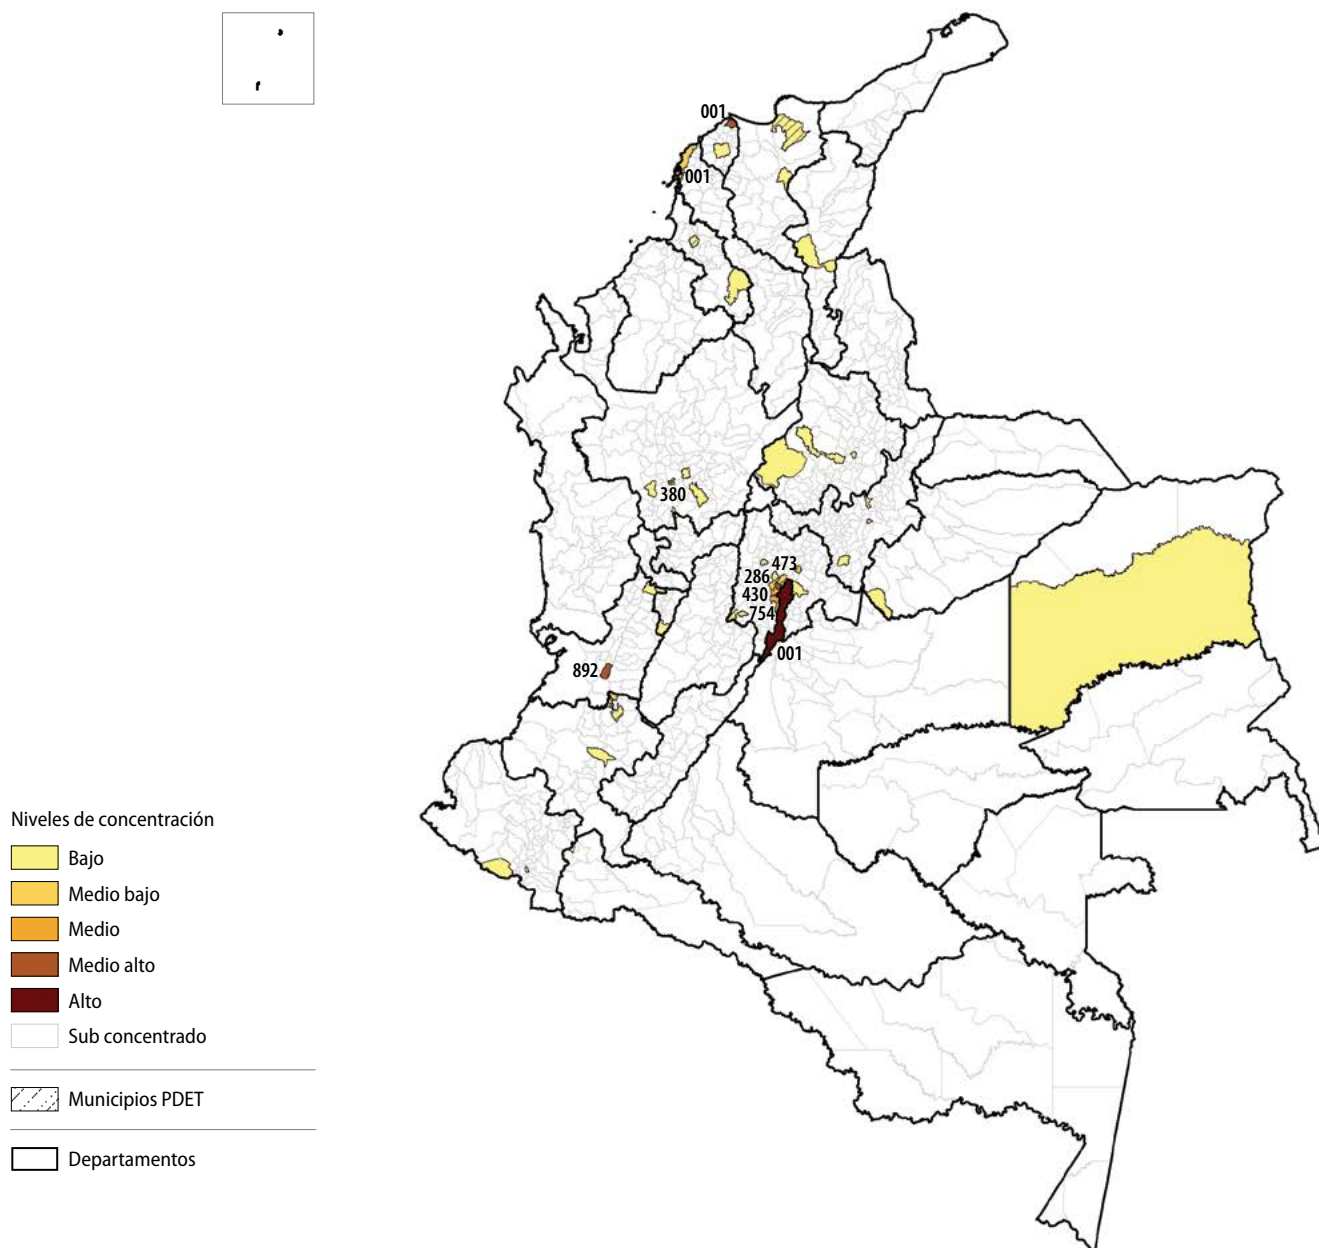 001
001
380
473
286
430
754
001
892
Niveles de concentración
Bajo
Medio bajo
Medio
Medio alto
Alto
Sub concentrado
Municipios PDET
Departamentos